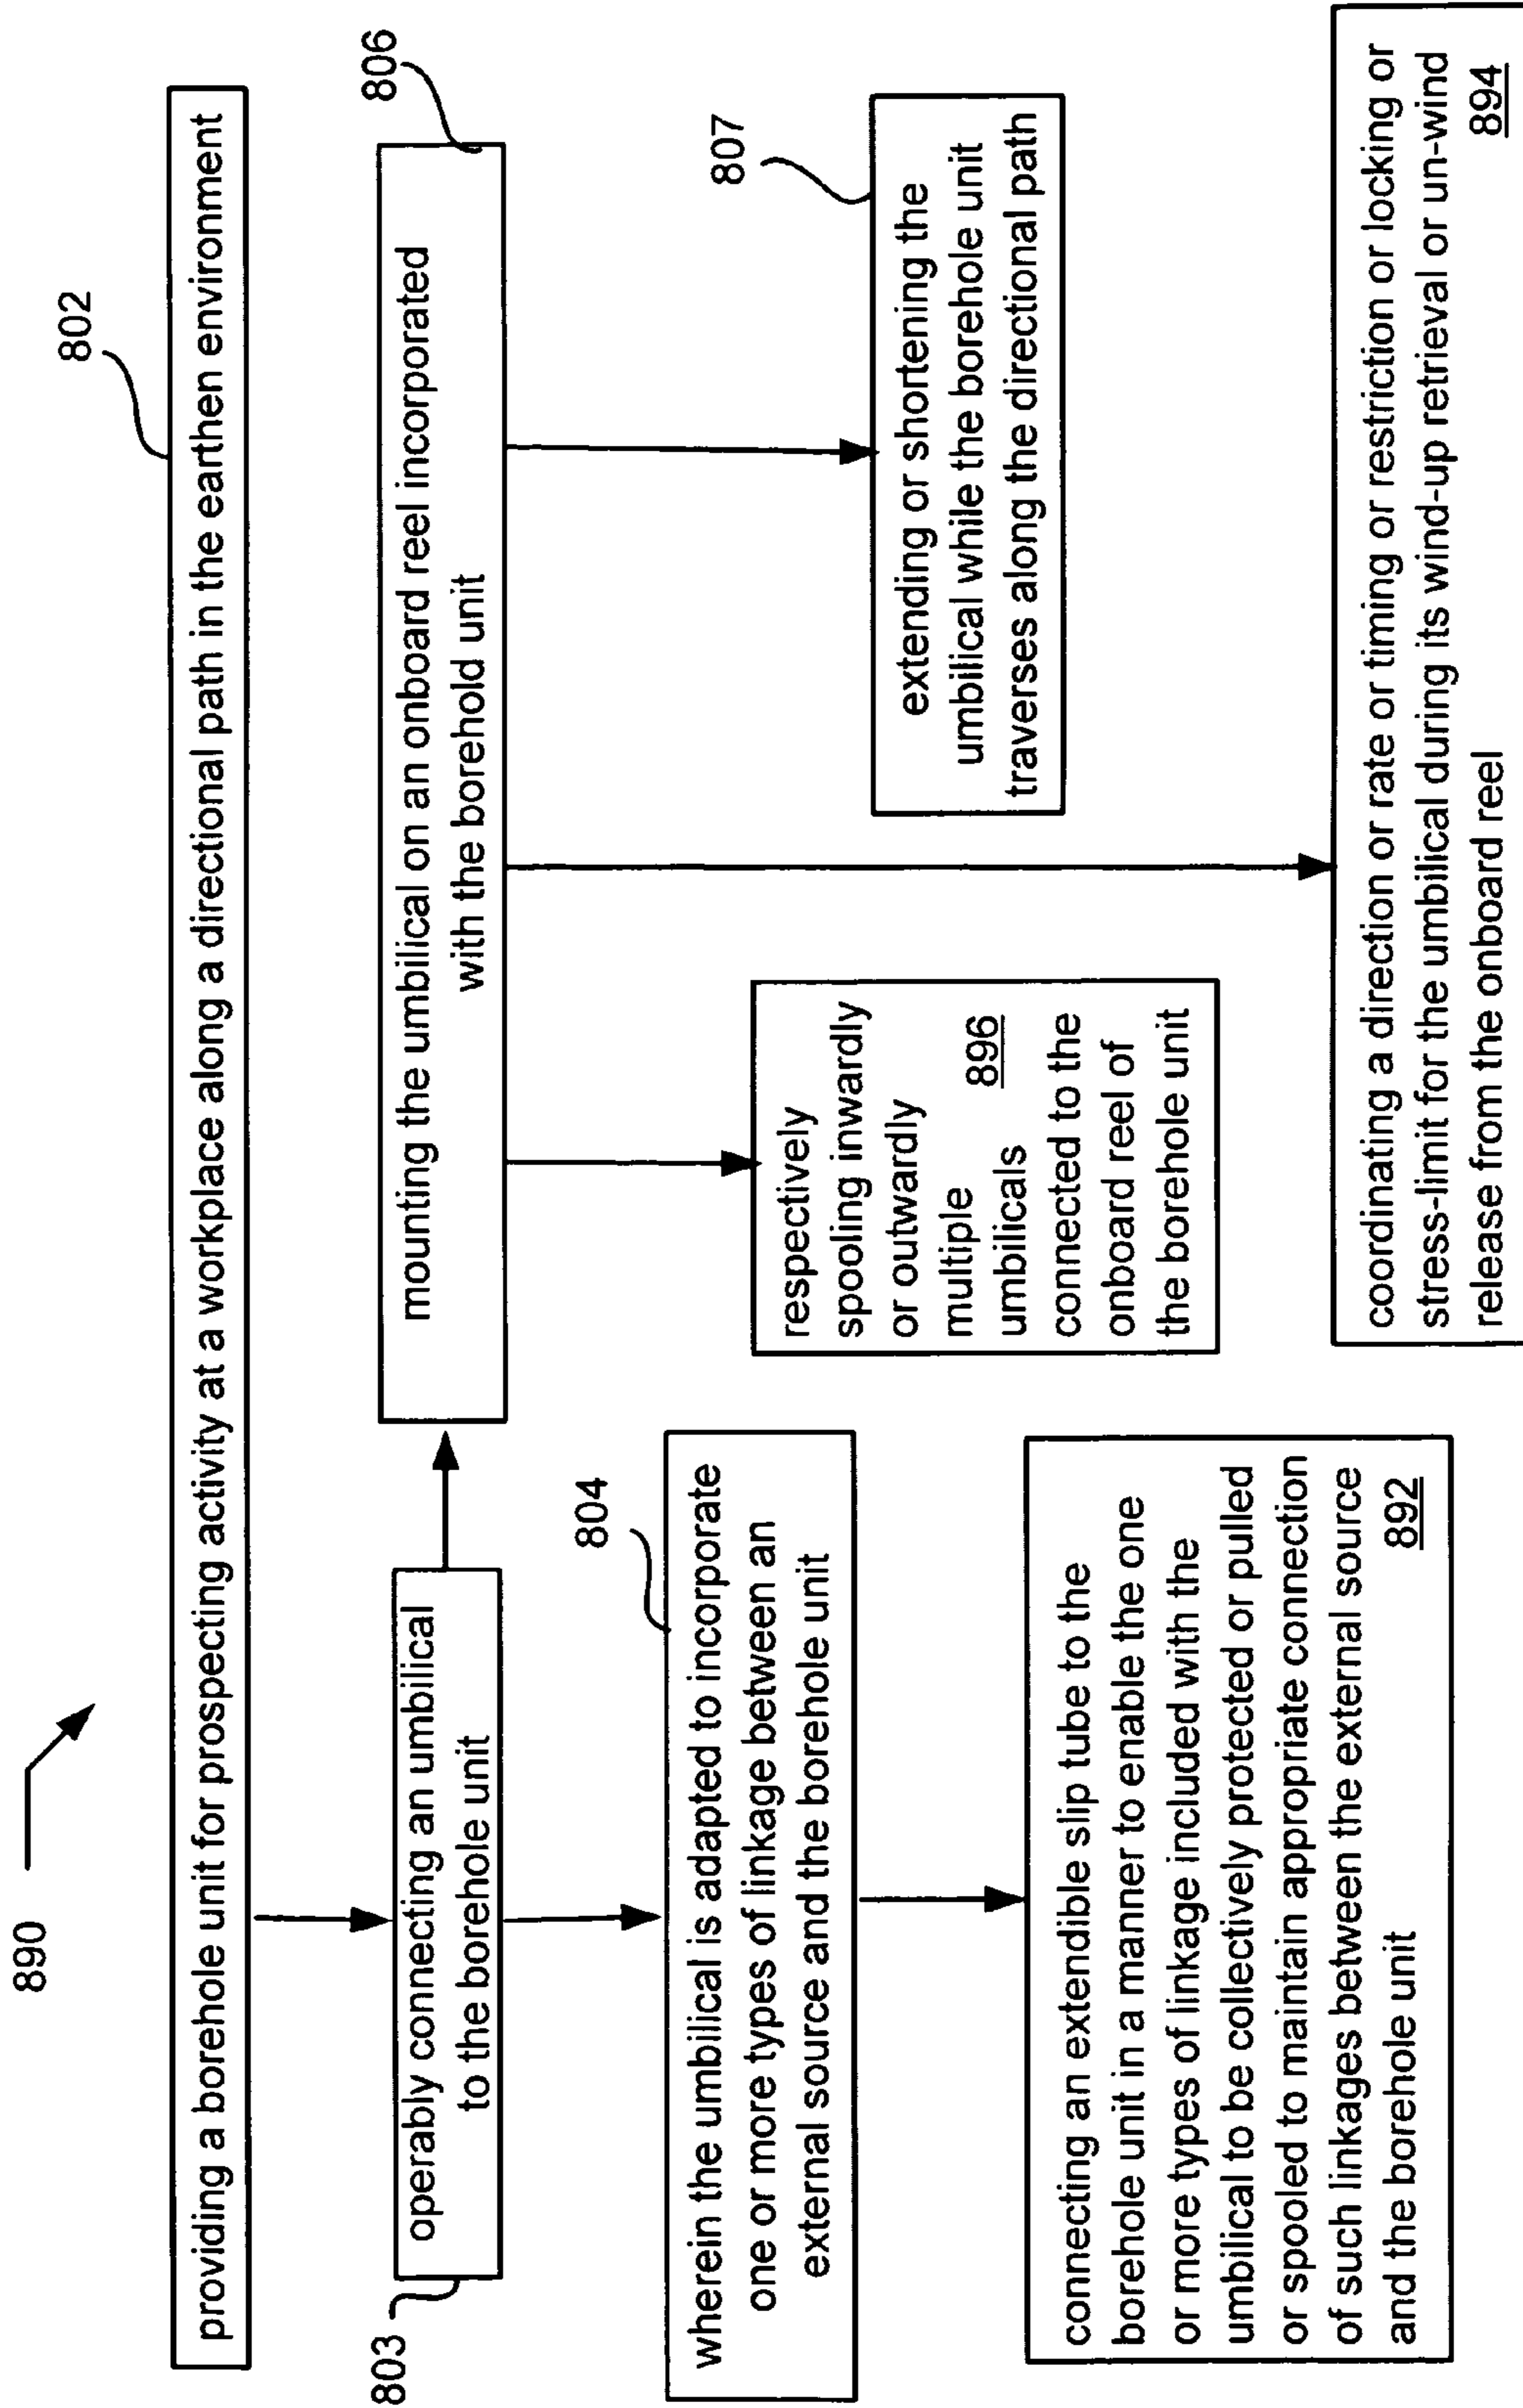 890
802
providing a borehole unit for prospecting activity at a workplace along a directional path in the earthen environment
803
operably connecting an umbilical
to the borehole unit
806
mounting the umbilical on an onboard reel incorporated
with the borehold unit
804
wherein the umbilical is adapted to incorporate
one or more types of linkage between an
external source and the borehole unit
respectively
spooling inwardly
or outwardly
multiple 896
umbilicals
connected to the
onboard reel of
the borehole unit
807
extending or shortening the
umbilical while the borehole unit
traverses along the directional path
connecting an extendible slip tube to the
borehole unit in a manner to enable the one
or more types of linkage included with the
umbilical to be collectively protected or pulled
or spooled to maintain appropriate connection
of such linkages between the external source
and the borehole unit 892
coordinating a direction or rate or timing or restriction or locking or
stress-limit for the umbilical during its wind-up retrieval or un-wind
release from the onboard reel 894